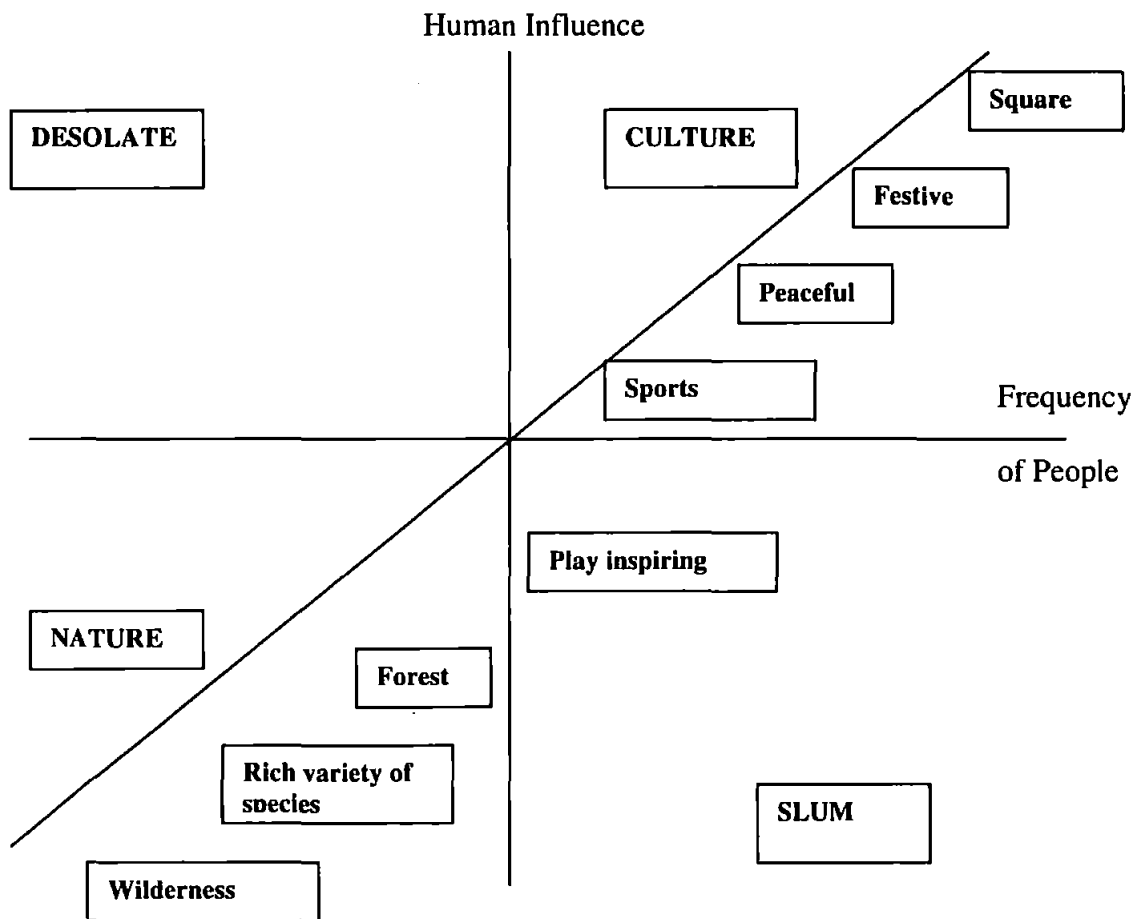 Human Influence
Square
DESOLATE
CULTURE
Festive
Peaceful
Sports
Frequency
of People
Play inspiring
NATURE
Forest
Rich variety of
species
SLUM
Wilderness